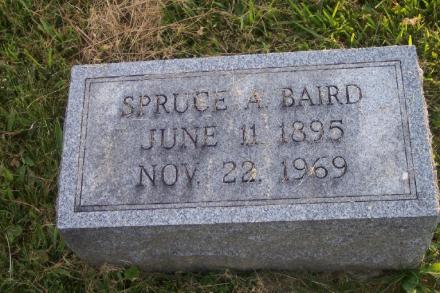 SPRUCE A. BAIRD
JUNE 11, 1895
NOV. 22, 1969